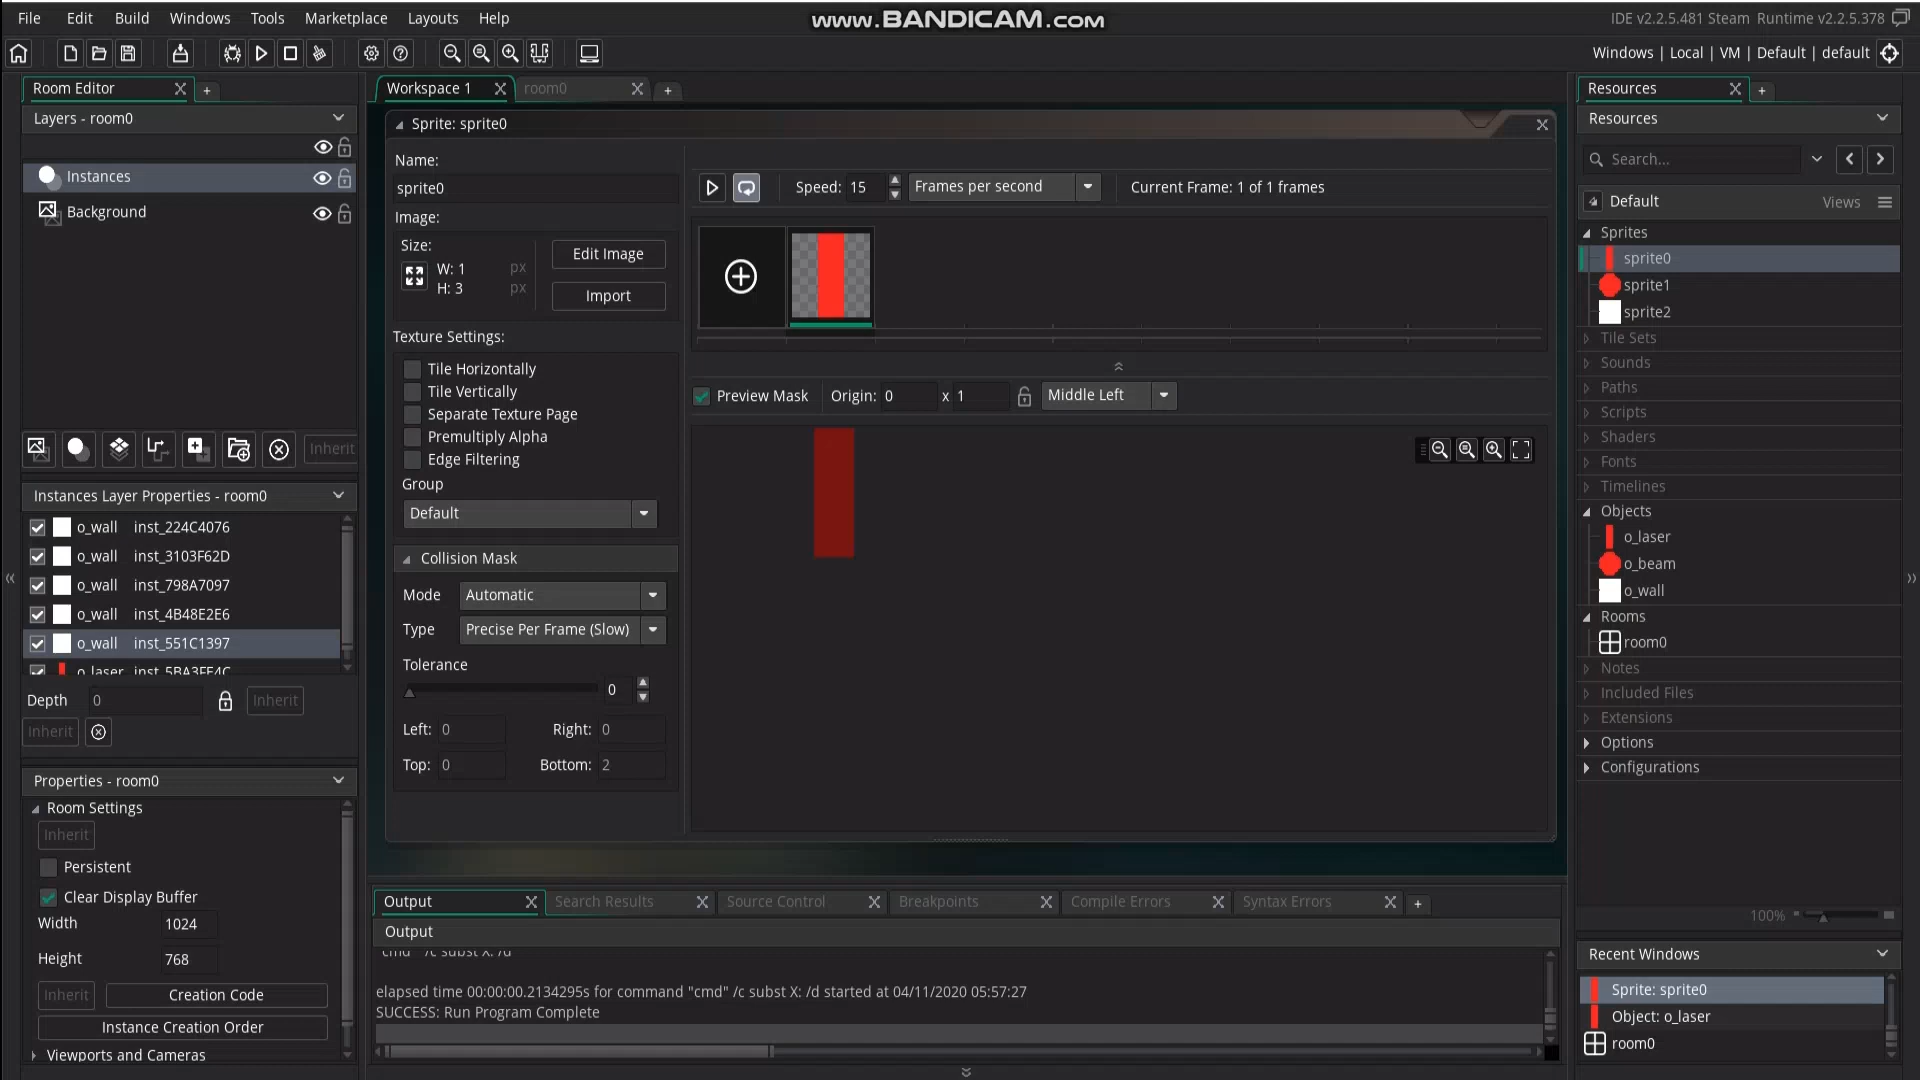 File Edit Build Windows Tools Marketplace Layouts Help
www.BANDICAM.com
IDE v2.2.5.481 Steam Runtime v2.2.5.378
Windows | Local | VM | Default | default
Room Editor
Layers - room0
Instances
Background
Inherit
Instances Layer Properties - room0
o_wall inst_224C4076
o_wall inst_3103F62D
o_wall inst_798A7097
o_wall inst_4B48E2E6
o_wall inst_551C1397
o_laser inst_5BA3FF4C
Depth 0 Inherit
Inherit
Properties - room0
Room Settings
Inherit
Persistent
Clear Display Buffer
Width 1024
Height 768
Inherit Creation Code
Instance Creation Order
Viewports and Cameras
Workspace 1 room0
Sprite: sprite0
Name:
sprite0
Image:
Size:
W: 1 px
H: 3 px
Edit Image
Import
Texture Settings:
Tile Horizontally
Tile Vertically
Separate Texture Page
Premultiply Alpha
Edge Filtering
Group
Default
Collision Mask
Mode Automatic
Type Precise Per Frame (Slow)
Tolerance
0
Left: 0 Right: 0
Top: 0 Bottom: 2
Speed: 15 Frames per second Current Frame: 1 of 1 frames
Preview Mask Origin: 0 x 1 Middle Left
Output Search Results Source Control Breakpoints Compile Errors Syntax Errors
Output
"cmd" /c subst X: /d
elapsed time 00:00:00.2134295s for command "cmd" /c subst X: /d started at 04/11/2020 05:57:27
SUCCESS: Run Program Complete
Resources
Resources
Search...
Default Views
Sprites
sprite0
sprite1
sprite2
Tile Sets
Sounds
Paths
Scripts
Shaders
Fonts
Timelines
Objects
o_laser
o_beam
o_wall
Rooms
room0
Notes
Included Files
Extensions
Options
Configurations
100%
Recent Windows
Sprite: sprite0
Object: o_laser
room0